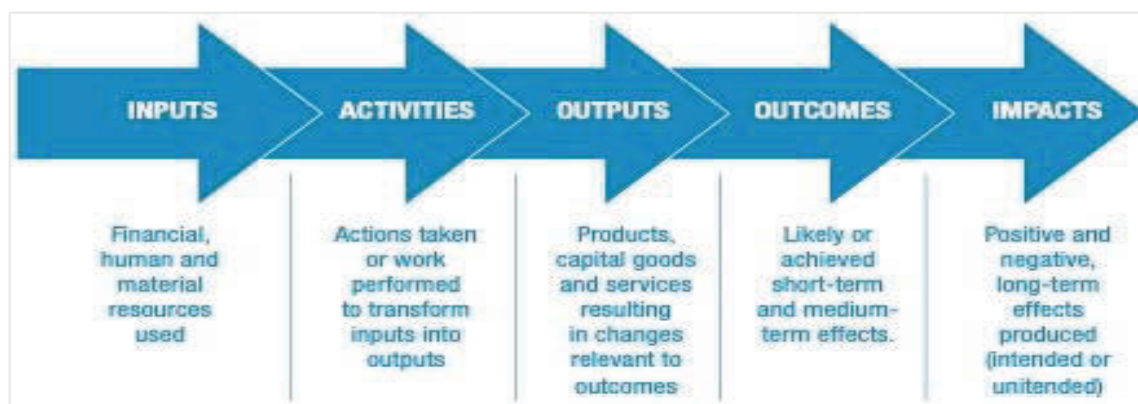 INPUTS
ACTIVITIES
OUTPUTS
OUTCOMES
IMPACTS
Financial,
human and
material
resources
used
Actions taken
or work
performed
to transform
inputs into
outputs
Products,
capital goods
and services
resulting
in changes
relevant to
outcomes
Likely or
achieved
short-term
and medium-
term effects.
Positive and
negative,
long-term
effects
produced
(intended or
unitended)